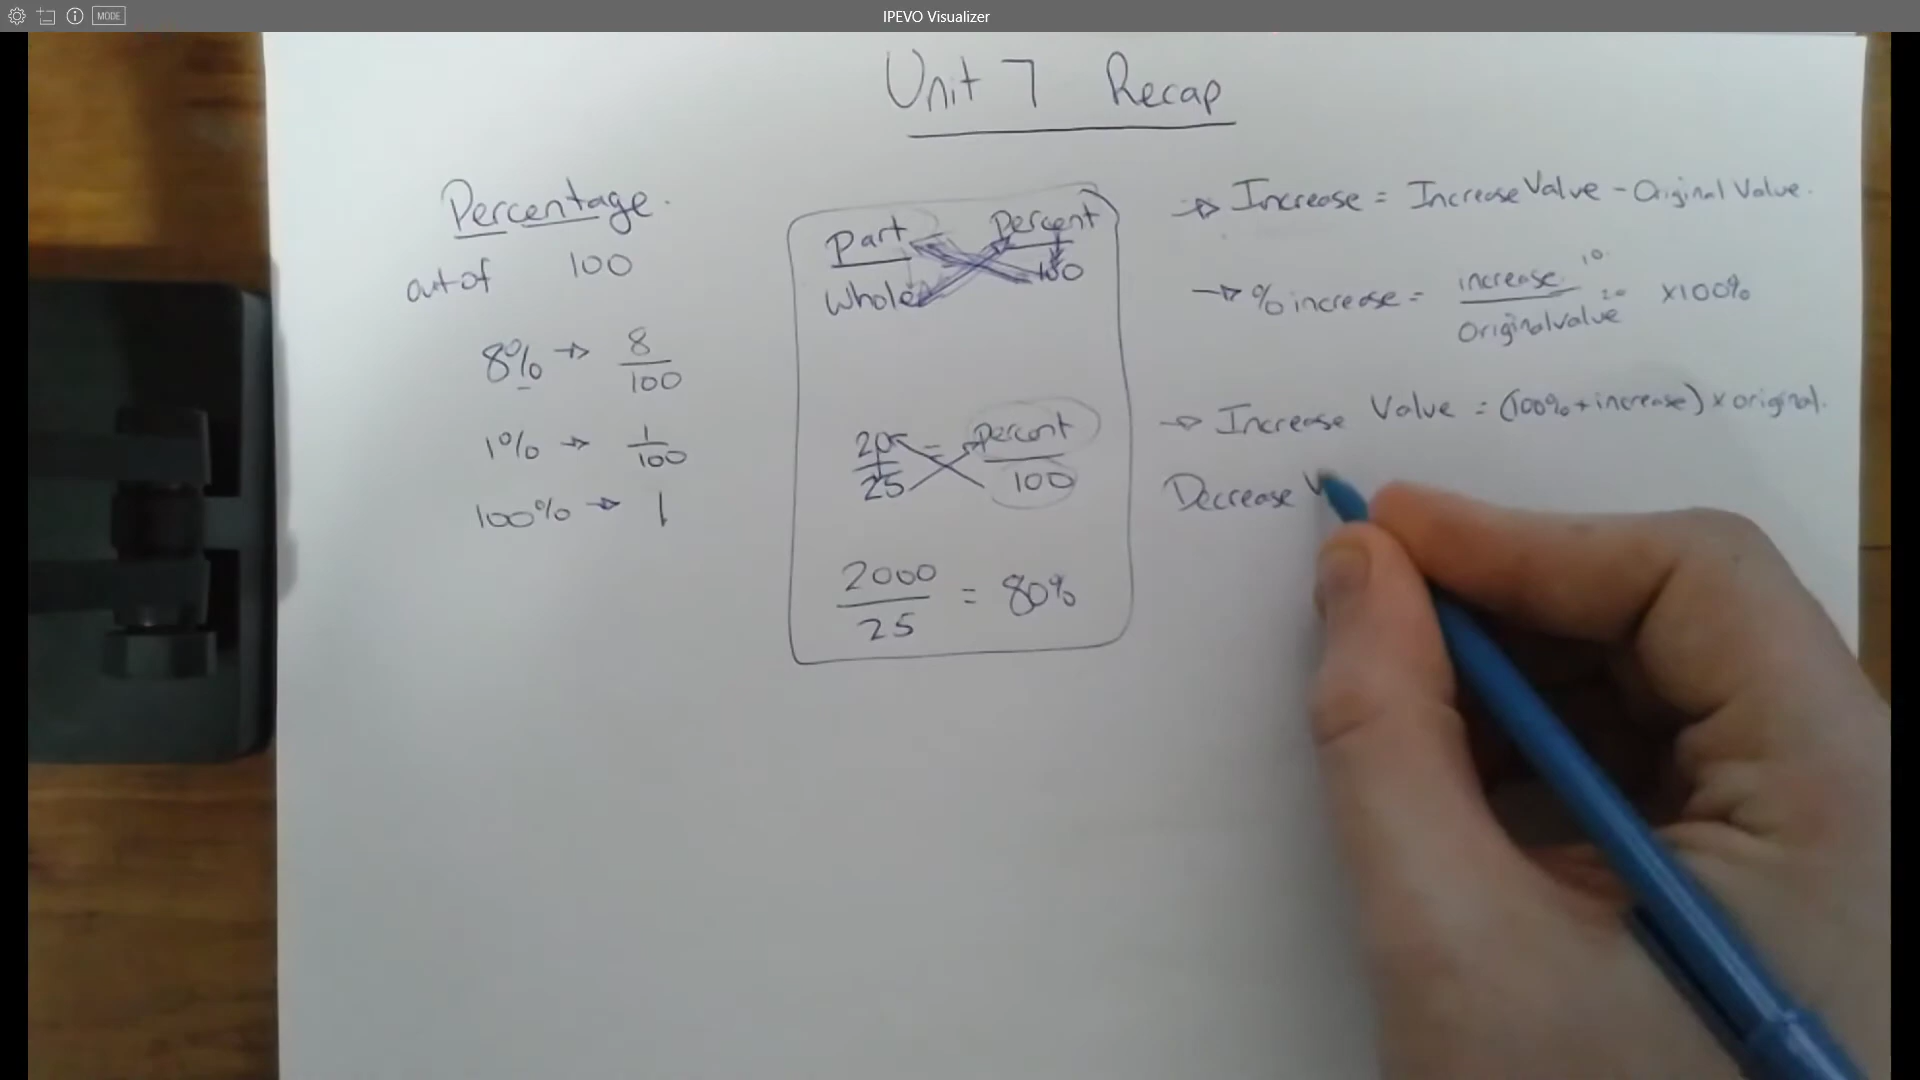 MODE
IPEVO Visualizer
Unit 7 Recap
Percentage.
out of 100
8% → 8
100
1% → 1
100
100% → 1
Part Percent
Whole 100
20 = percent
25 100
2000 = 80%
25
→ Increase = Increase Value - Original Value.
→ % increase = increase 10 x100%
Original value 20
→ Increase Value = (100% + increase) x original.
Decrease V